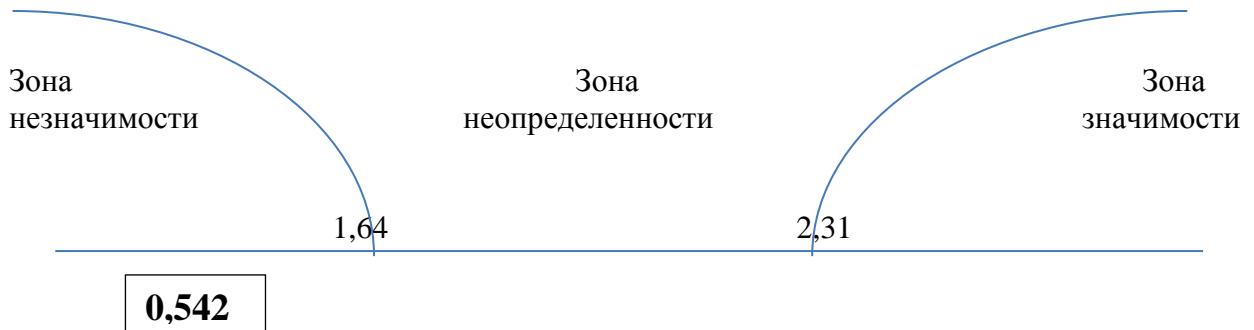 Зона
незначимости
Зона
неопределенности
Зона
значимости
1,64
2,31
0,542